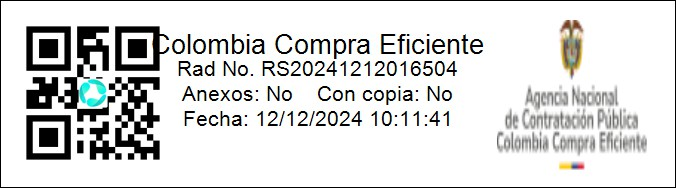 Colombia Compra Eficiente
Rad No. RS20241212016504
Anexos: No Con copia: No
Fecha: 12/12/2024 10:11:41
Agencia Nacional
de Contratación Pública
Colombia Compra Eficiente